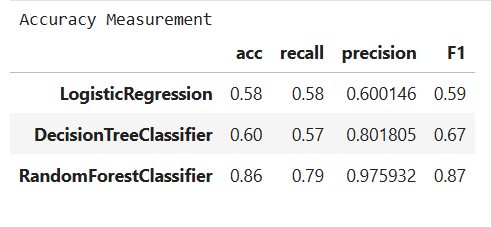 Accuracy Measurement
acc recall precision F1
LogisticRegression 0.58 0.58 0.600146 0.59
DecisionTreeClassifier 0.60 0.57 0.801805 0.67
RandomForestClassifier 0.86 0.79 0.975932 0.87